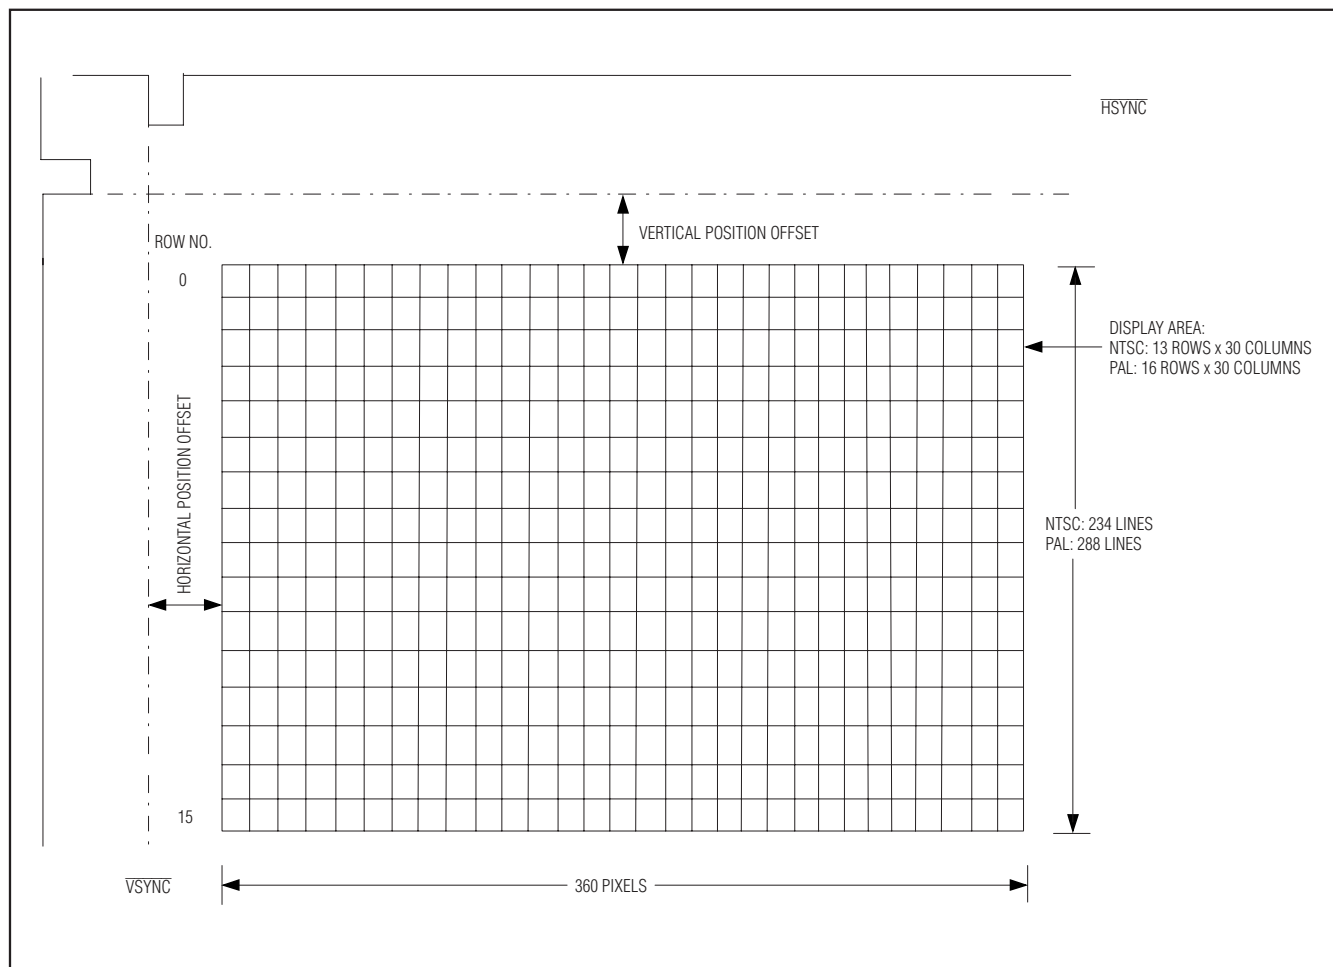 HSYNC
VERTICAL POSITION OFFSET
ROW NO.
0
DISPLAY AREA:
NTSC: 13 ROWS x 30 COLUMNS
PAL: 16 ROWS x 30 COLUMNS
HORIZONTAL POSITION OFFSET
NTSC: 234 LINES
PAL: 288 LINES
15
VSYNC
360 PIXELS